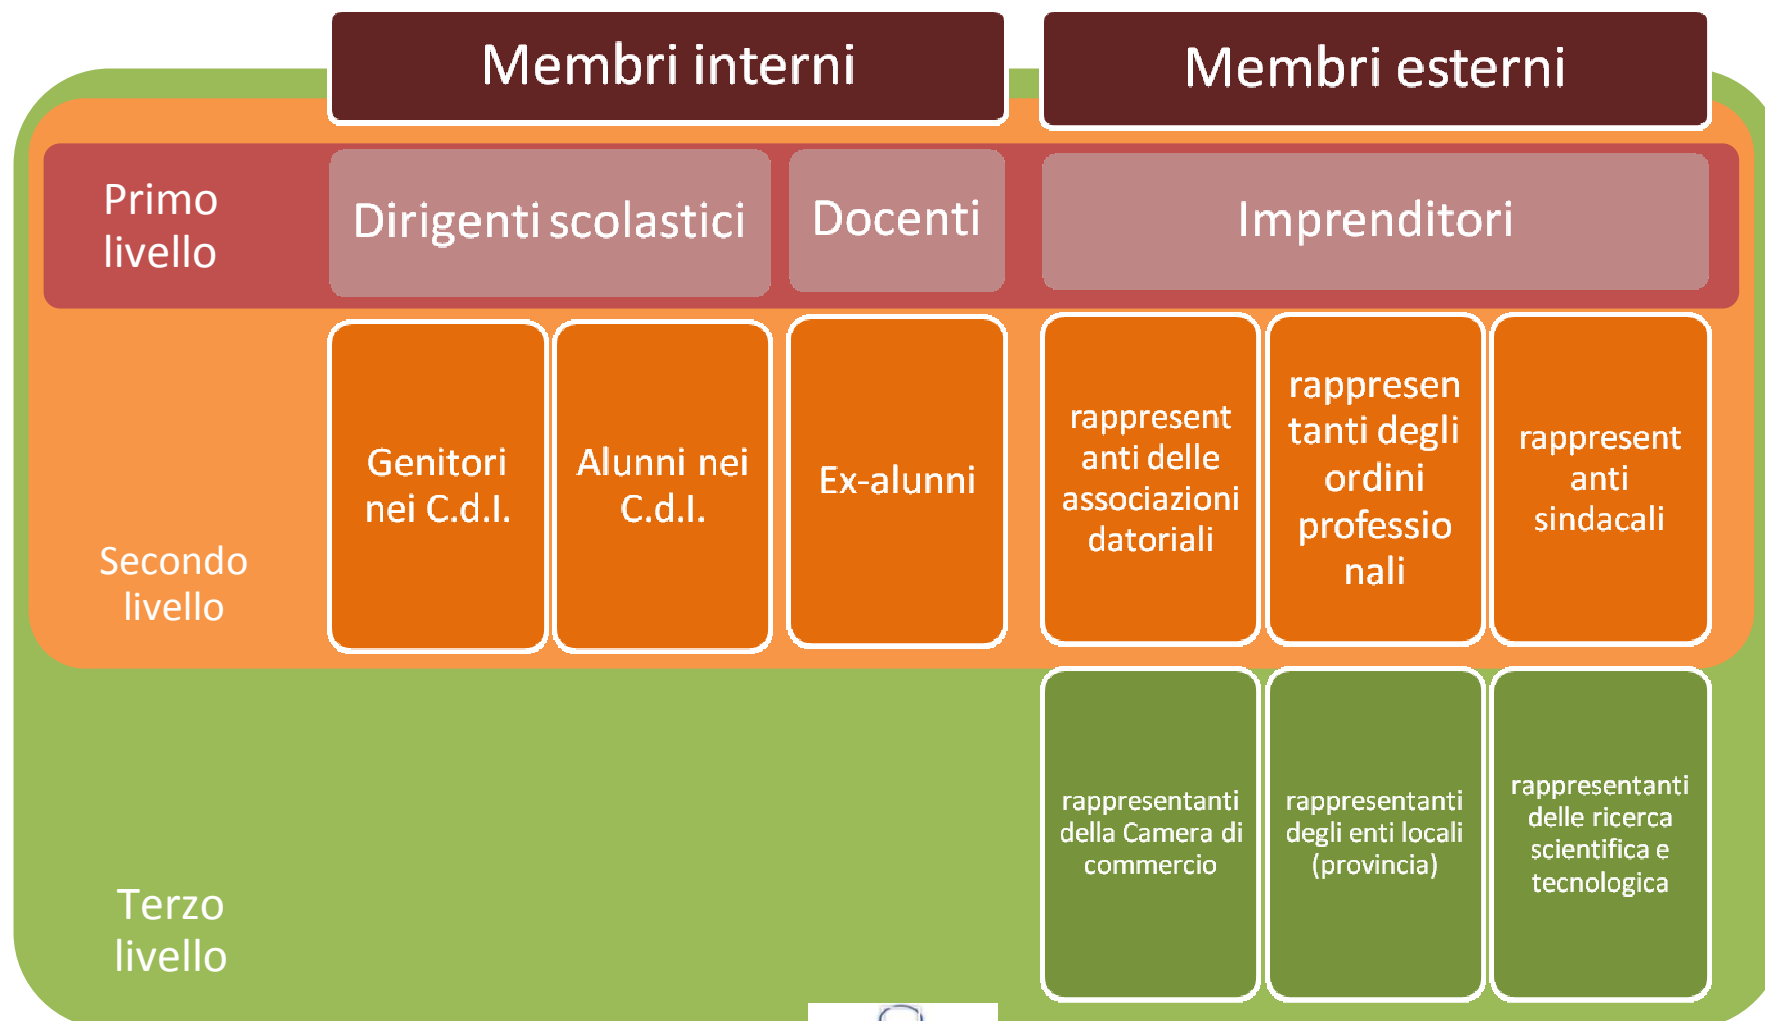 Membri interni
Membri esterni
Primo
livello
Dirigenti scolastici
Docenti
Imprenditori
Secondo
livello
Genitori
nei C.d.I.
Alunni nei
C.d.I.
Ex-alunni
rappresent
anti delle
associazioni
datoriali
rappresen
tanti degli
ordini
professio
nali
rappresent
anti
sindacali
Terzo
livello
rappresentanti
della Camera di
commercio
rappresentanti
degli enti locali
(provincia)
rappresentanti
delle ricerca
scientifica e
tecnologica